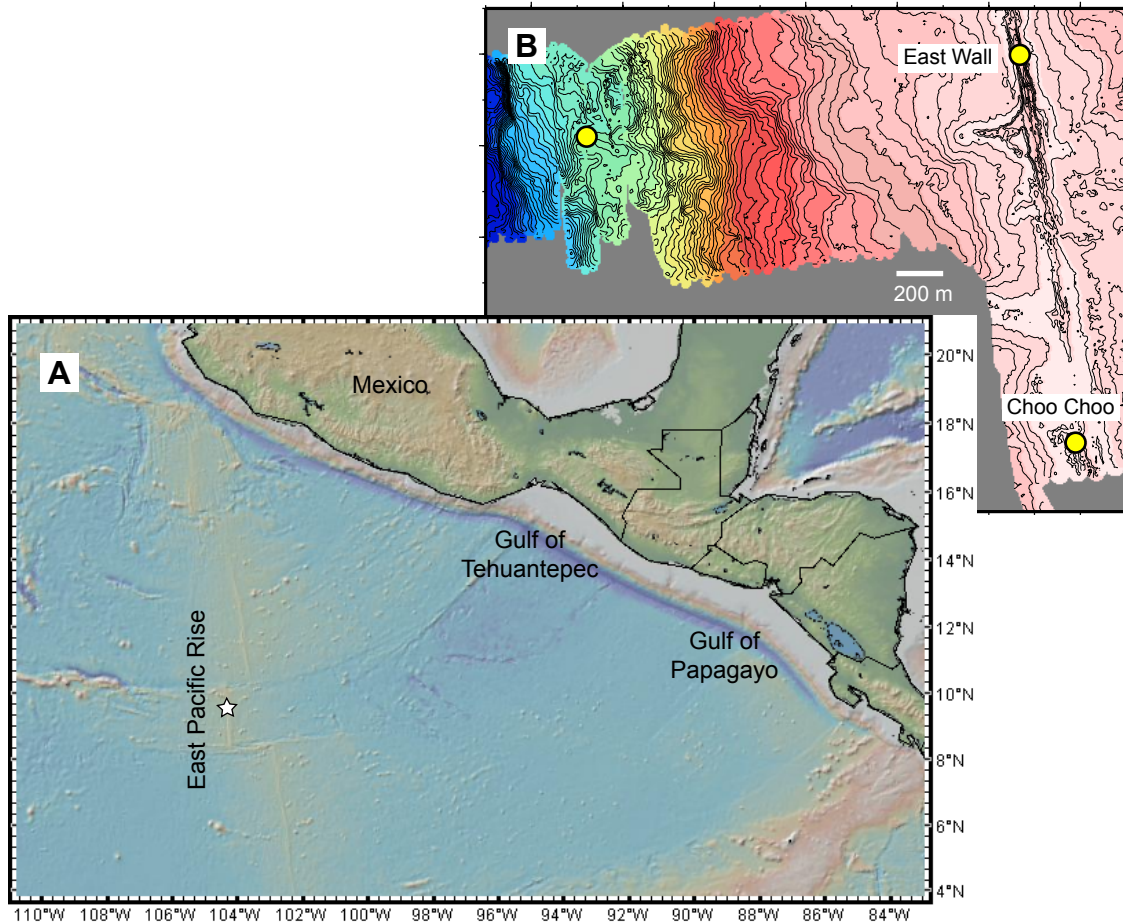 B
East Wall
200 m
Choo Choo
A
Mexico
Gulf of
Tehuantepec
Gulf of
Papagayo
East Pacific Rise
20°N
18°N
16°N
14°N
12°N
10°N
8°N
6°N
4°N
110°W 108°W 106°W 104°W 102°W 100°W 98°W 96°W 94°W 92°W 90°W 88°W 86°W 84°W